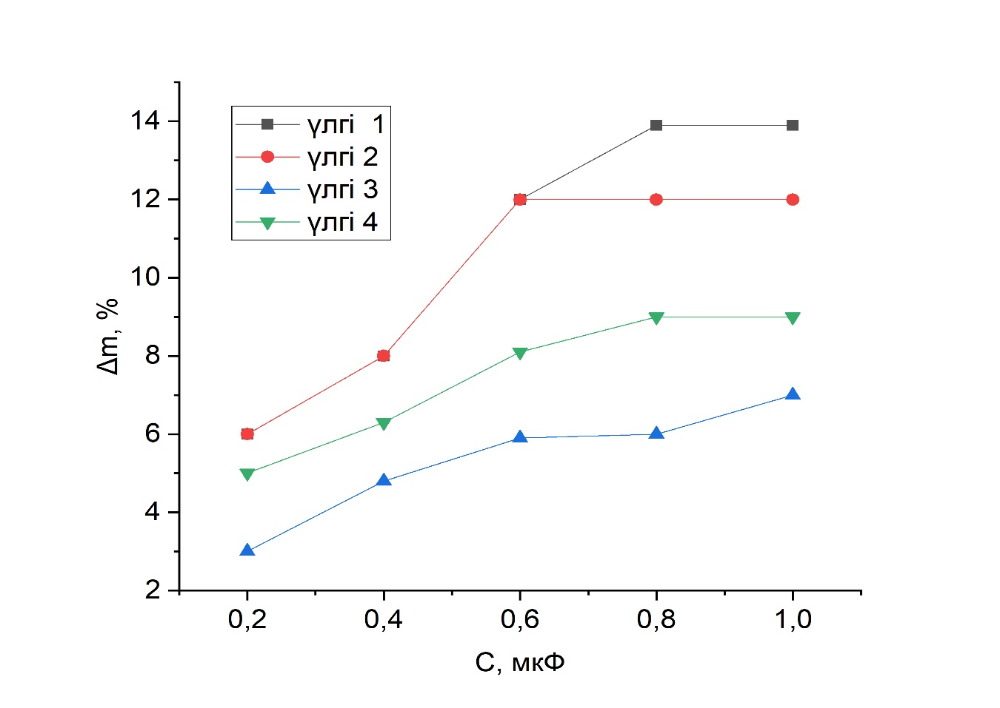 үлгі 1
үлгі 2
үлгі 3
үлгі 4
14
12
10
8
6
4
2
Δm, %
0,2 0,4 0,6 0,8 1,0
С, мкФ